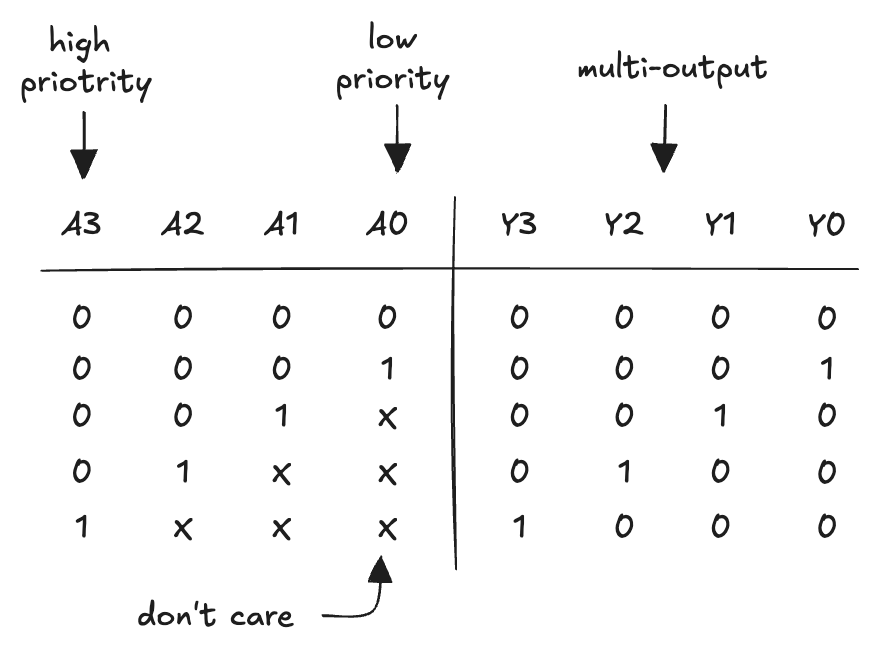 high
priotrity
low
priority
multi-output
A3 A2 A1 A0 Y3 Y2 Y1 Y0
0 0 0 0 0 0 0 0
0 0 0 1 0 0 0 1
0 0 1 x 0 0 1 0
0 1 x x 0 1 0 0
1 x x x 1 0 0 0
don't care